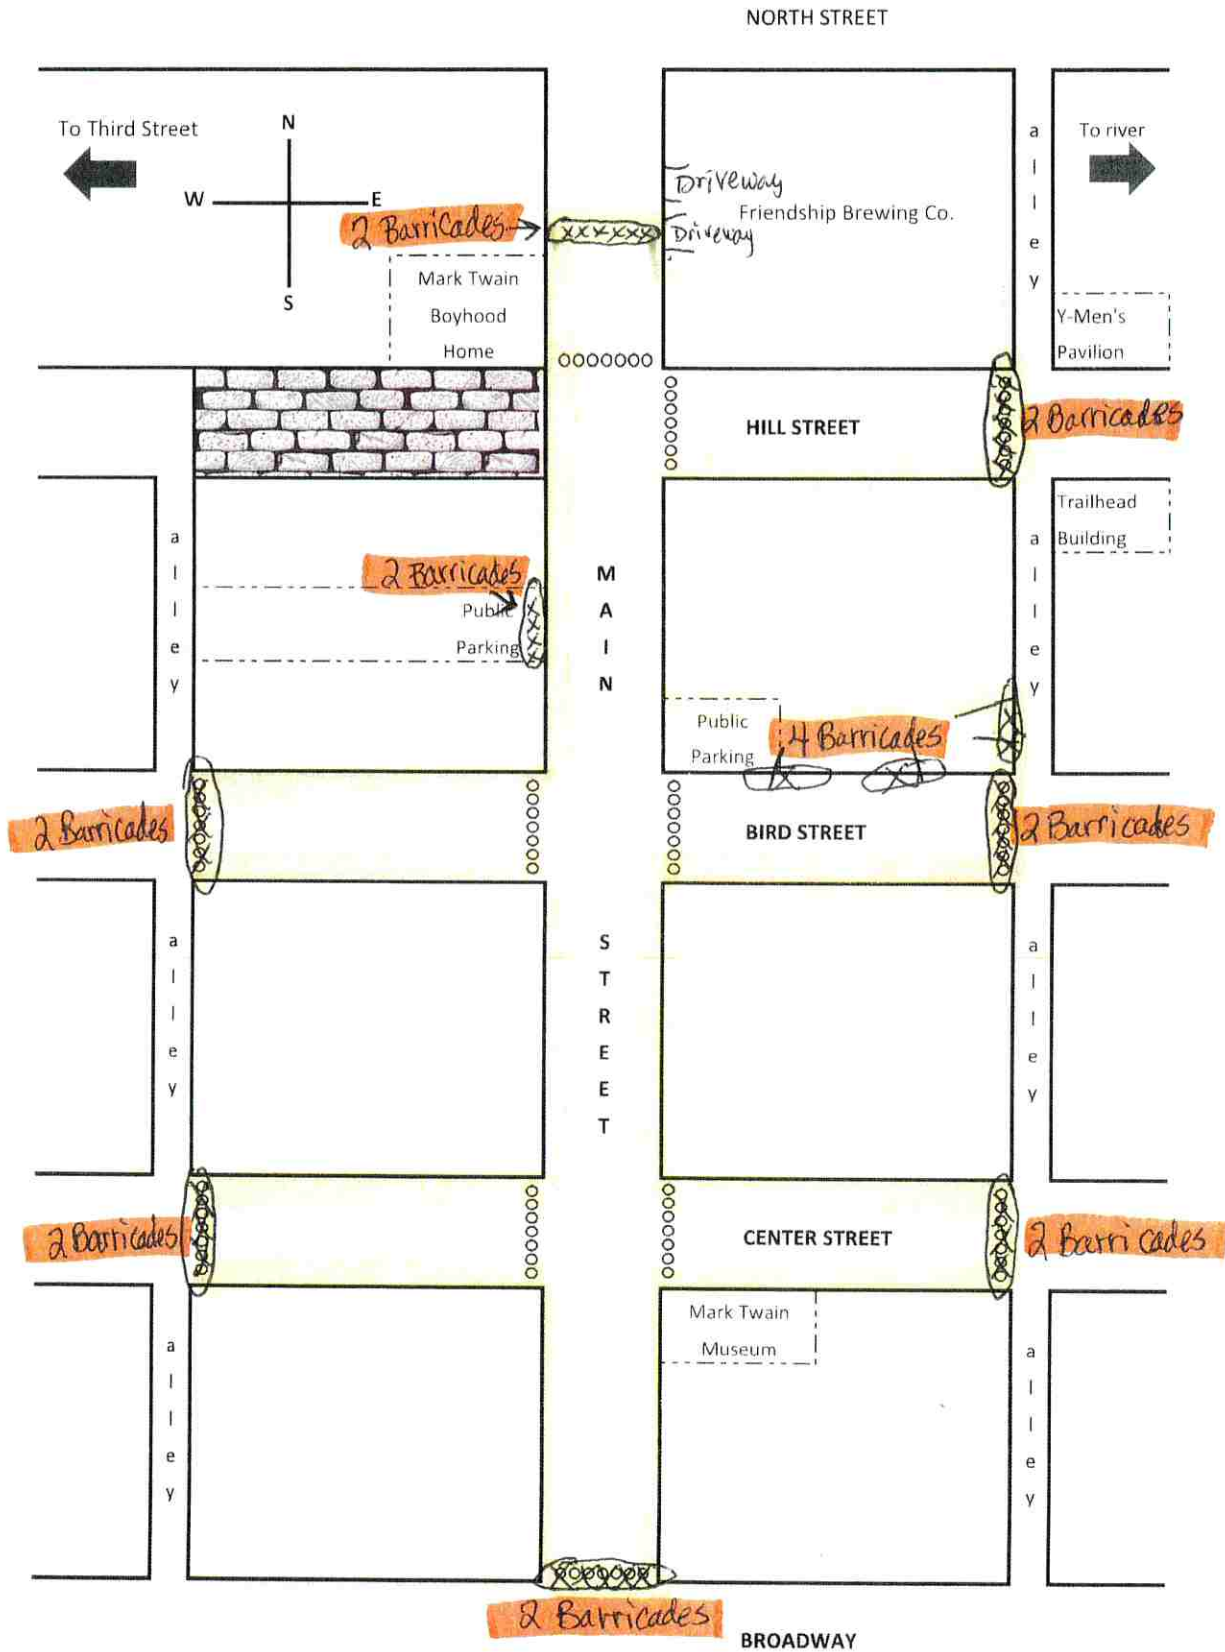 NORTH STREET
To Third Street
N
W
E
S
a
l
l
e
y
To river
Driveway
Friendship Brewing Co.
Driveway
2 Barricades
Mark Twain
Boyhood
Home
Y-Men's
Pavilion
OOOOOOO
HILL STREET
2 Barricades
Trailhead
Building
a
l
l
e
y
2 Barricades
Public
Parking
M
A
I
N
a
l
l
e
y
Public
Parking
4 Barricades
2 Barricades
BIRD STREET
2 Barricades
a
l
l
e
y
S
T
R
E
E
T
a
l
l
e
y
2 Barricades
CENTER STREET
2 Barricades
Mark Twain
Museum
a
l
l
e
y
a
l
l
e
y
2 Barricades
BROADWAY